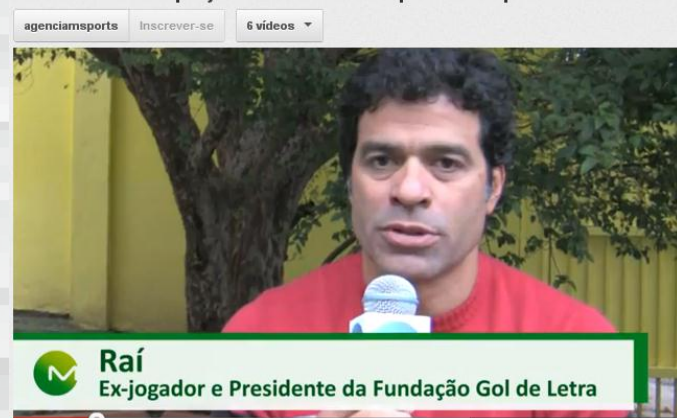 agenciamsports Inscrever-se 6 vídeos
Raí
Ex-jogador e Presidente da Fundação Gol de Letra